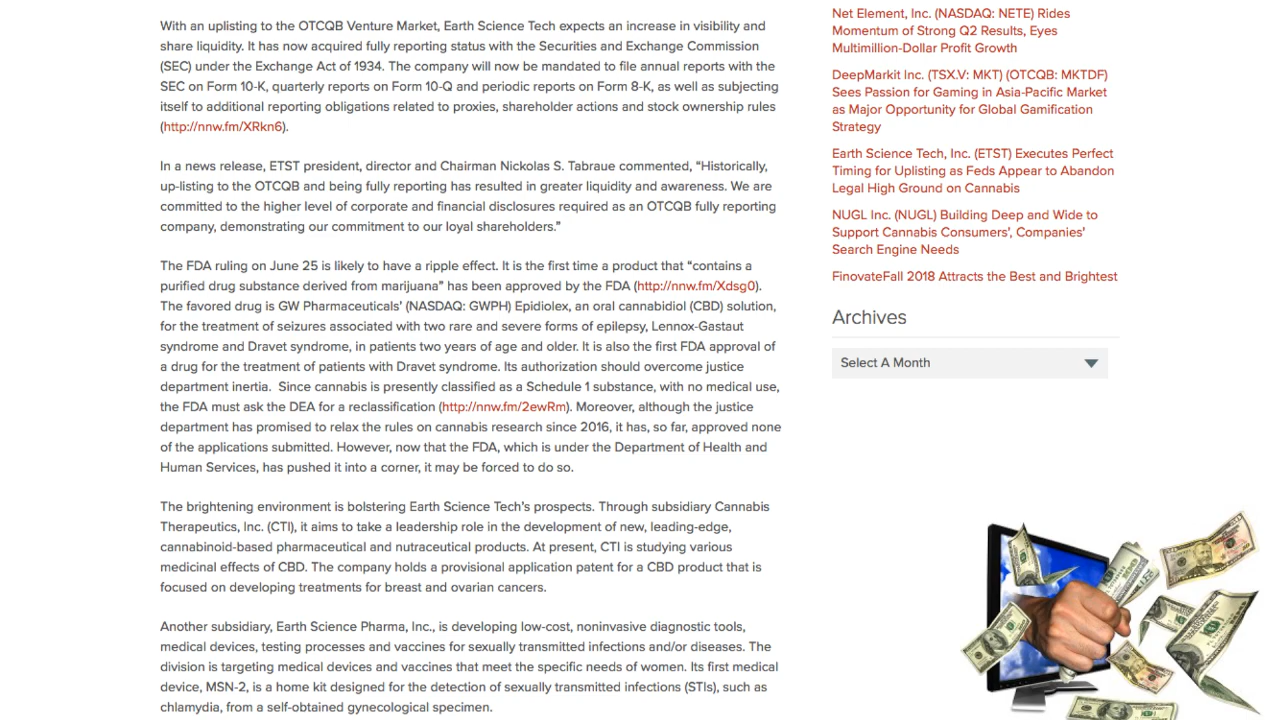 With an uplisting to the OTCQB Venture Market, Earth Science Tech expects an increase in visibility and
share liquidity. It has now acquired fully reporting status with the Securities and Exchange Commission
(SEC) under the Exchange Act of 1934. The company will now be mandated to file annual reports with the
SEC on Form 10-K, quarterly reports on Form 10-Q and periodic reports on Form 8-K, as well as subjecting
itself to additional reporting obligations related to proxies, shareholder actions and stock ownership rules
(http://nnw.fm/XRkn6).
In a news release, ETST president, director and Chairman Nickolas S. Tabraue commented, “Historically,
up-listing to the OTCQB and being fully reporting has resulted in greater liquidity and awareness. We are
committed to the higher level of corporate and financial disclosures required as an OTCQB fully reporting
company, demonstrating our commitment to our loyal shareholders.”
The FDA ruling on June 25 is likely to have a ripple effect. It is the first time a product that “contains a
purified drug substance derived from marijuana” has been approved by the FDA (http://nnw.fm/Xdsg0).
The favored drug is GW Pharmaceuticals’ (NASDAQ: GWPH) Epidiolex, an oral cannabidiol (CBD) solution,
for the treatment of seizures associated with two rare and severe forms of epilepsy, Lennox-Gastaut
syndrome and Dravet syndrome, in patients two years of age and older. It is also the first FDA approval of
a drug for the treatment of patients with Dravet syndrome. Its authorization should overcome justice
department inertia.  Since cannabis is presently classified as a Schedule 1 substance, with no medical use,
the FDA must ask the DEA for a reclassification (http://nnw.fm/2ewRm). Moreover, although the justice
department has promised to relax the rules on cannabis research since 2016, it has, so far, approved none
of the applications submitted. However, now that the FDA, which is under the Department of Health and
Human Services, has pushed it into a corner, it may be forced to do so.
The brightening environment is bolstering Earth Science Tech’s prospects. Through subsidiary Cannabis
Therapeutics, Inc. (CTI), it aims to take a leadership role in the development of new, leading-edge,
cannabinoid-based pharmaceutical and nutraceutical products. At present, CTI is studying various
medicinal effects of CBD. The company holds a provisional application patent for a CBD product that is
focused on developing treatments for breast and ovarian cancers.
Another subsidiary, Earth Science Pharma, Inc., is developing low-cost, noninvasive diagnostic tools,
medical devices, testing processes and vaccines for sexually transmitted infections and/or diseases. The
division is targeting medical devices and vaccines that meet the specific needs of women. Its first medical
device, MSN-2, is a home kit designed for the detection of sexually transmitted infections (STIs), such as
chlamydia, from a self-obtained gynecological specimen.
Net Element, Inc. (NASDAQ: NETE) Rides
Momentum of Strong Q2 Results, Eyes
Multimillion-Dollar Profit Growth
DeepMarkit Inc. (TSX.V: MKT) (OTCQB: MKTDF)
Sees Passion for Gaming in Asia-Pacific Market
as Major Opportunity for Global Gamification
Strategy
Earth Science Tech, Inc. (ETST) Executes Perfect
Timing for Uplisting as Feds Appear to Abandon
Legal High Ground on Cannabis
NUGL Inc. (NUGL) Building Deep and Wide to
Support Cannabis Consumers’, Companies’
Search Engine Needs
FinovateFall 2018 Attracts the Best and Brightest
Archives
Select A Month